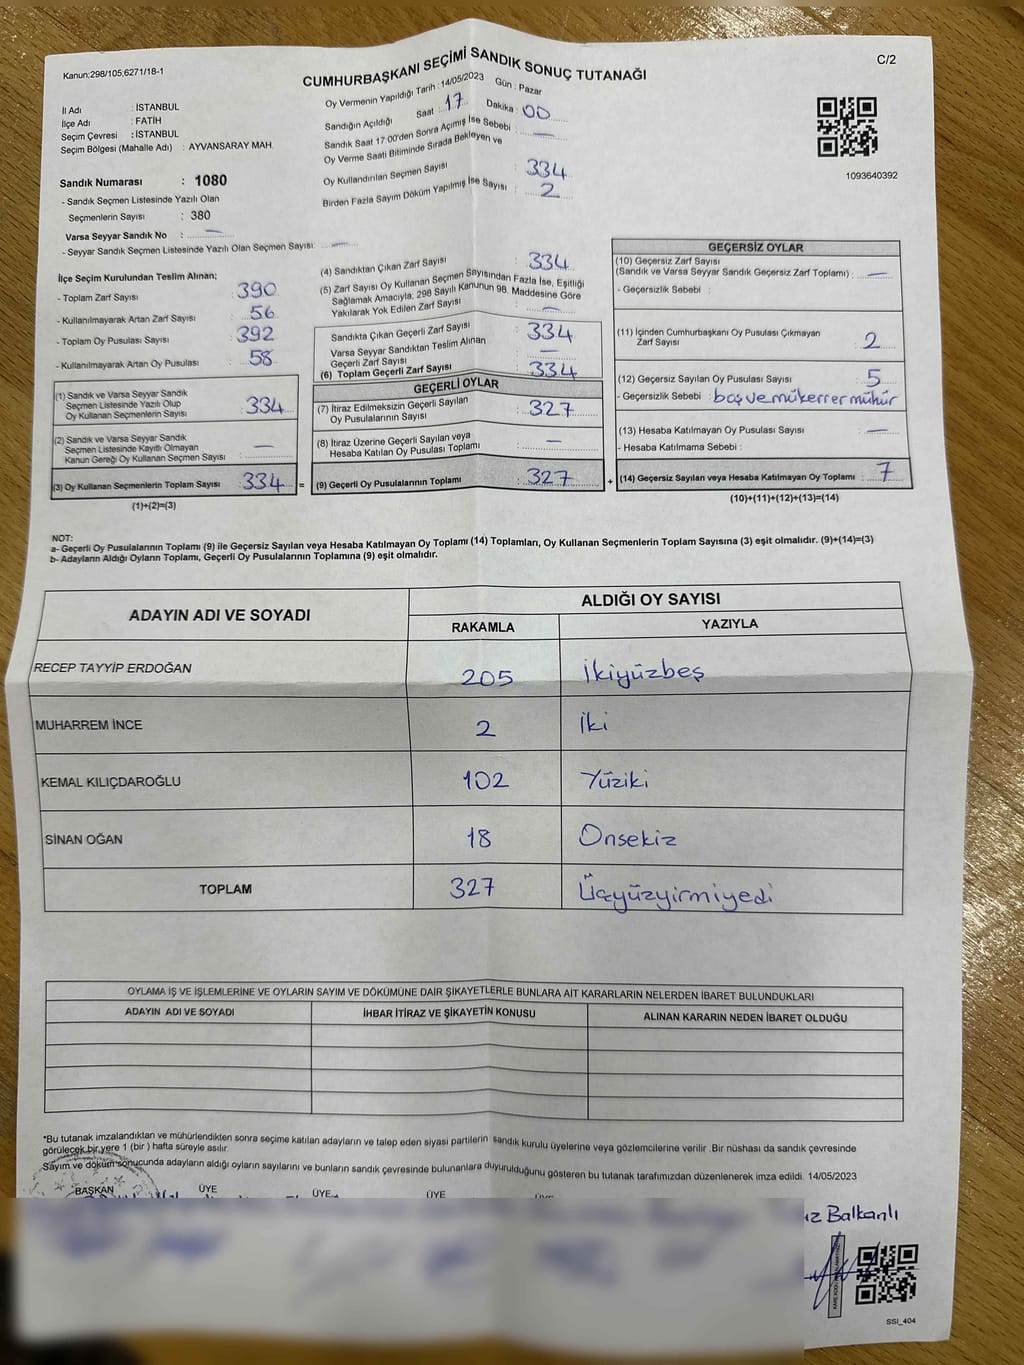 Kanun:298/105;6271/18-1
C/2
CUMHURBAŞKANI SEÇİMİ SANDIK SONUÇ TUTANAĞI
İl Adı : İSTANBUL
İlçe Adı : FATİH
Seçim Çevresi : İSTANBUL
Seçim Bölgesi (Mahalle Adı) : AYVANSARAY MAH.
Oy Vermenin Yapıldığı Tarih : 14/05/2023 Gün : Pazar
Sandığın Açıldığı Saat : 17 Dakika : 00
Sandık Saat 17:00'den Sonra Açımış İse Sebebi : —
Oy Verme Saati Bitiminde Sırada Bekleyen ve
Oy Kullandırılan Seçmen Sayısı : 334
Birden Fazla Sayım Döküm Yapılmış İse Sayısı : 2
1093640392
Sandık Numarası : 1080
- Sandık Seçmen Listesinde Yazılı Olan
Seçmenlerin Sayısı : 380
Varsa Seyyar Sandık No : —
- Seyyar Sandık Seçmen Listesinde Yazılı Olan Seçmen Sayısı: —
İlçe Seçim Kurulundan Teslim Alınan;
- Toplam Zarf Sayısı : 390
- Kullanılmayarak Artan Zarf Sayısı : 56
- Toplam Oy Pusulası Sayısı : 392
- Kullanılmayarak Artan Oy Pusulası : 58
(1) Sandık ve Varsa Seyyar Sandık
Seçmen Listesinde Yazılı Olup
Oy Kullanan Seçmenlerin Sayısı : 334
(2) Sandık ve Varsa Seyyar Sandık
Seçmen Listesinde Kayıtlı Olmayan
Kanun Gereği Oy Kullanan Seçmen Sayısı : —
(3) Oy Kullanan Seçmenlerin Toplam Sayısı : 334 =
(1)+(2)=(3)
(4) Sandıktan Çıkan Zarf Sayısı : 334
(5) Zarf Sayısı Oy Kullanan Seçmen Sayısından Fazla İse, Eşitliği
Sağlamak Amacıyla, 298 Sayılı Kanunun 98. Maddesine Göre
Yakılarak Yok Edilen Zarf Sayısı : —
Sandıkta Çıkan Geçerli Zarf Sayısı : 334
Varsa Seyyar Sandıktan Teslim Alınan
Geçerli Zarf Sayısı : —
(6) Toplam Geçerli Zarf Sayısı : 334
GEÇERLİ OYLAR
(7) İtiraz Edilmeksizin Geçerli Sayılan
Oy Pusulalarının Sayısı : 327
(8) İtiraz Üzerine Geçerli Sayılan veya
Hesaba Katılan Oy Pusulası Toplamı : —
(9) Geçerli Oy Pusulalarının Toplamı : 327 +
GEÇERSİZ OYLAR
(10) Geçersiz Zarf Sayısı
(Sandık ve Varsa Seyyar Sandık Geçersiz Zarf Toplamı) : —
- Geçersizlik Sebebi :
(11) İçinden Cumhurbaşkanı Oy Pusulası Çıkmayan
Zarf Sayısı : 2
(12) Geçersiz Sayılan Oy Pusulası Sayısı : 5
- Geçersizlik Sebebi : boş ve mükerrer mühür
(13) Hesaba Katılmayan Oy Pusulası Sayısı : —
- Hesaba Katılmama Sebebi :
(14) Geçersiz Sayılan veya Hesaba Katılmayan Oy Toplamı : 7
(10)+(11)+(12)+(13)=(14)
NOT:
a- Geçerli Oy Pusulalarının Toplamı (9) ile Geçersiz Sayılan veya Hesaba Katılmayan Oy Toplamı (14) Toplamları, Oy Kullanan Seçmenlerin Toplam Sayısına (3) eşit olmalıdır. (9)+(14)=(3)
b- Adayların Aldığı Oyların Toplamı, Geçerli Oy Pusulalarının Toplamına (9) eşit olmalıdır.
ADAYIN ADI VE SOYADI
ALDIĞI OY SAYISI
RAKAMLA YAZIYLA
RECEP TAYYİP ERDOĞAN 205 İkiyüzbeş
MUHARREM İNCE 2 İki
KEMAL KILIÇDAROĞLU 102 Yüziki
SİNAN OĞAN 18 Onsekiz
TOPLAM 327 Üçyüzyirmiyedi
OYLAMA İŞ VE İŞLEMLERİNE VE OYLARIN SAYIM VE DÖKÜMÜNE DAİR ŞİKAYETLERLE BUNLARA AİT KARARLARIN NELERDEN İBARET BULUNDUKLARI
ADAYIN ADI VE SOYADI İHBAR İTİRAZ VE ŞİKAYETİN KONUSU ALINAN KARARIN NEDEN İBARET OLDUĞU
*Bu tutanak imzalandıktan ve mühürlendikten sonra seçime katılan adayların ve talep eden siyasi partilerin sandık kurulu üyelerine veya gözlemcilerine verilir. Bir nüshası da sandık çevresinde
görülecek bir yere 1 (bir ) hafta süreyle asılır.
Sayım ve döküm sonucunda adayların aldığı oyların sayılarını ve bunların sandık çevresinde bulunanlara duyurulduğunu gösteren bu tutanak tarafımızdan düzenlenerek imza edildi. 14/05/2023
BAŞKAN ÜYE ÜYE ÜYE
Balkanlı
SSI_404